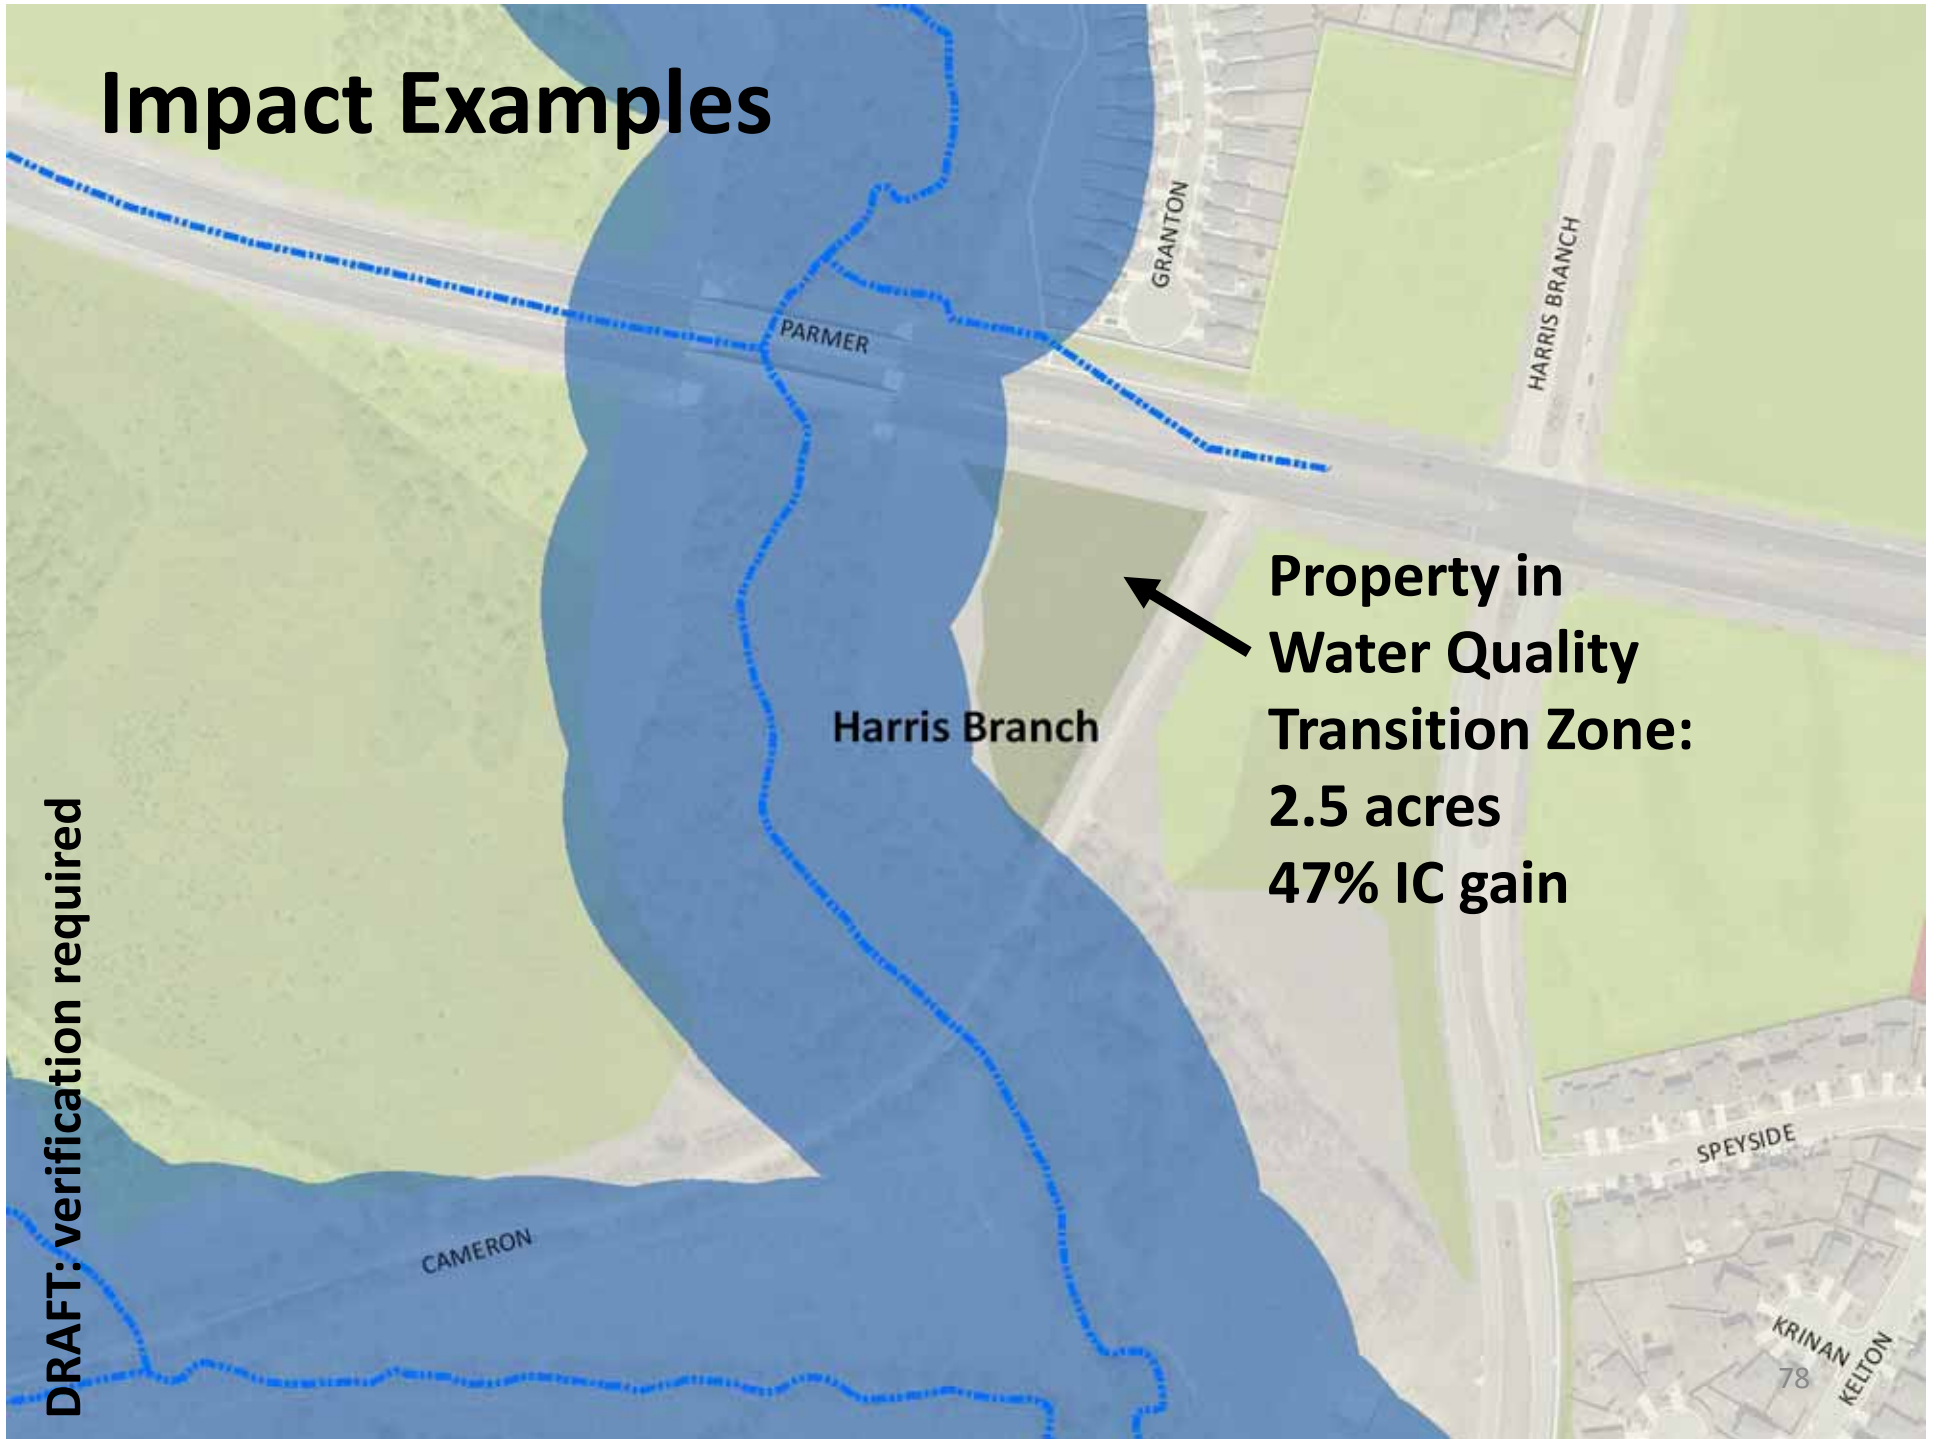 Impact Examples
GRANTON
HARRIS BRANCH
PARMER
Property in
Water Quality
Transition Zone:
2.5 acres
47% IC gain
Harris Branch
DRAFT: verification required
SPEYSIDE
CAMERON
KRINAN
KELTON
78